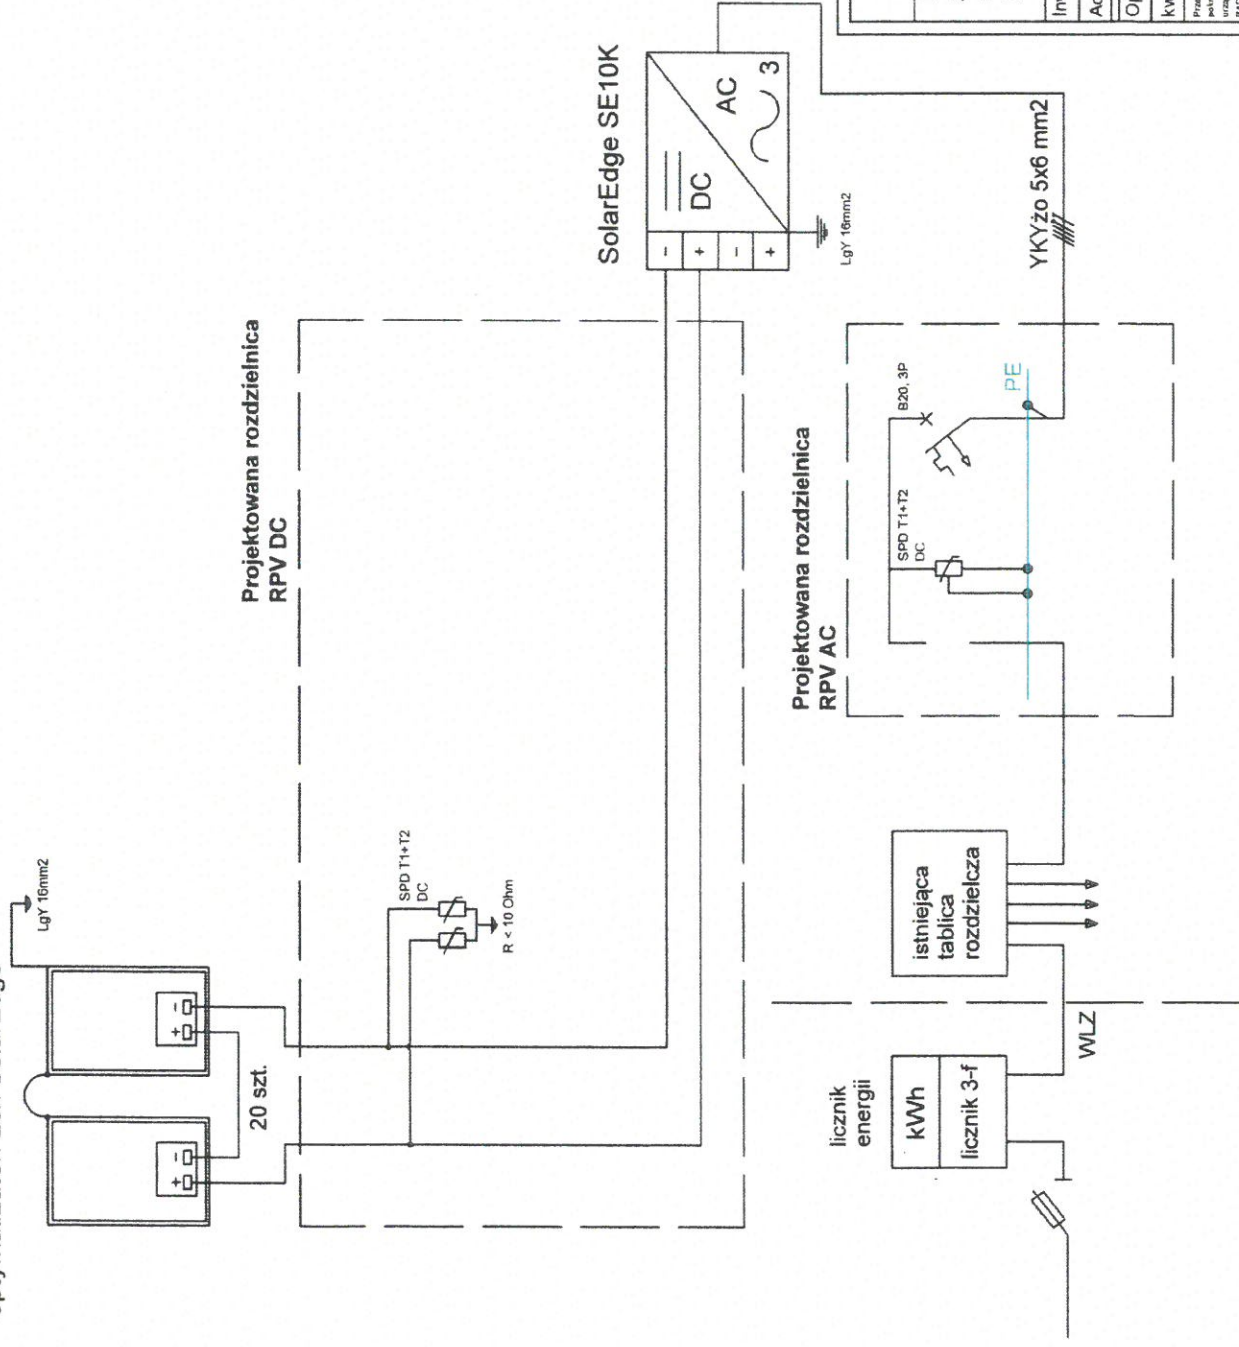 LgY 16mm2
+
-
+
-
20 szt.
Projektowana rozdzielnica
RPV DC
SPD T1+T2
DC
R < 10 Ohm
SolarEdge SE10K
DC
AC
3
-
+
-
+
LgY 16mm2
YKYżo 5x6 mm2
Projektowana rozdzielnica
RPV AC
B20, 3P
SPD T1+T2
DC
PE
istniejąca
tablica
rozdzielcza
licznik
energii
kWh
licznik 3-f
WLZ